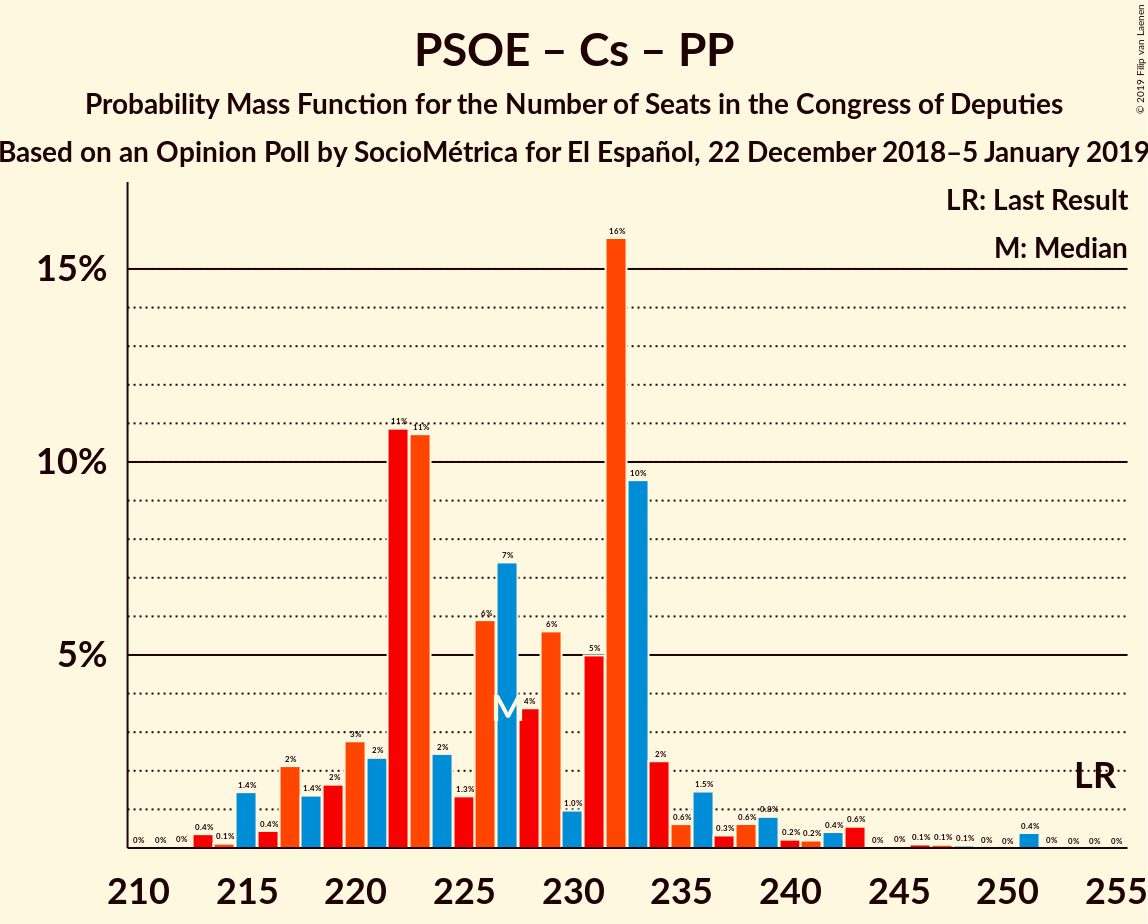 PSOE – Cs – PP
Probability Mass Function for the Number of Seats in the Congress of Deputies
Based on an Opinion Poll by SocioMétrica for El Español, 22 December 2018–5 January 2019
© 2019 Filip van Laenen
LR: Last Result
M: Median
15%
10%
5%
0% 0% 0% 0.4% 0.1% 1.4% 0.4% 2% 1.4% 2% 3% 2% 11% 11% 2% 1.3% 6% 7% 4% 6% 1.0% 5% 16% 10% 2% 0.6% 1.5% 0.3% 0.6% 0.8% 0.2% 0.2% 0.4% 0.6% 0% 0% 0.1% 0.1% 0.1% 0% 0% 0.4% 0% 0% 0% 0%
M
LR
210 215 220 225 230 235 240 245 250 255